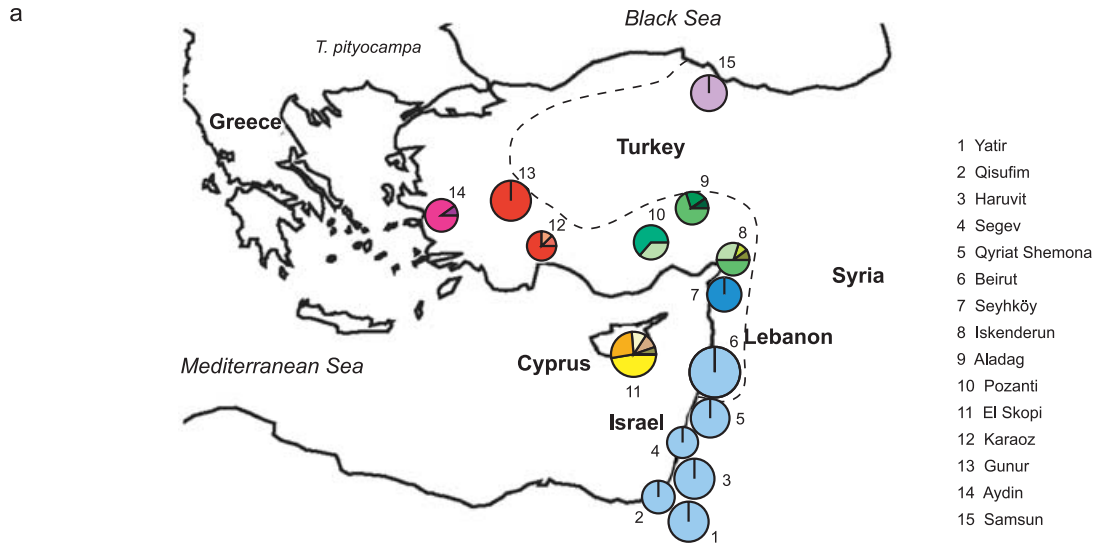 a
Black Sea
T. pityocampa
15
Greece
Turkey
13
14
9
12
10
8
Syria
7
Lebanon
6
Mediterranean Sea
Cyprus
11
Israel
5
4
3
2
1
1 Yatir
2 Qisufim
3 Haruvit
4 Segev
5 Qyriat Shemona
6 Beirut
7 Seyhköy
8 Iskenderun
9 Aladag
10 Pozanti
11 El Skopi
12 Karaoz
13 Gunur
14 Aydin
15 Samsun